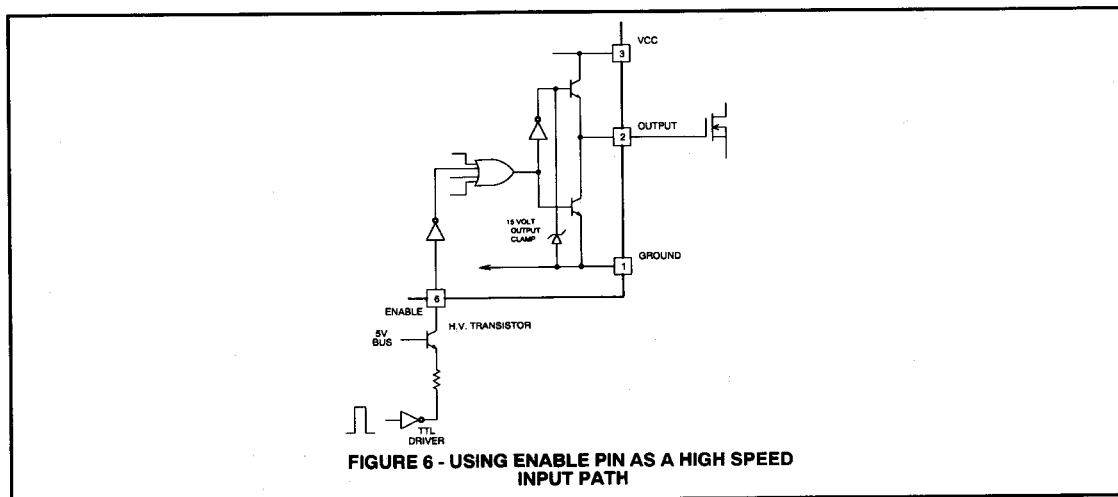 VCC
3
OUTPUT
2
15 VOLT
OUTPUT
CLAMP
GROUND
1
6
ENABLE
H.V. TRANSISTOR
5V
BUS
TTL
DRIVER
FIGURE 6 - USING ENABLE PIN AS A HIGH SPEED
INPUT PATH